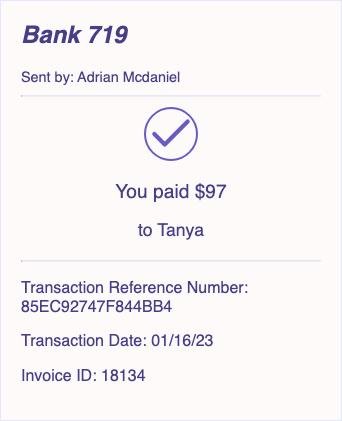 Bank 719
Sent by: Adrian Mcdaniel
You paid $97
to Tanya
Transaction Reference Number:
85EC92747F844BB4
Transaction Date: 01/16/23
Invoice ID: 18134